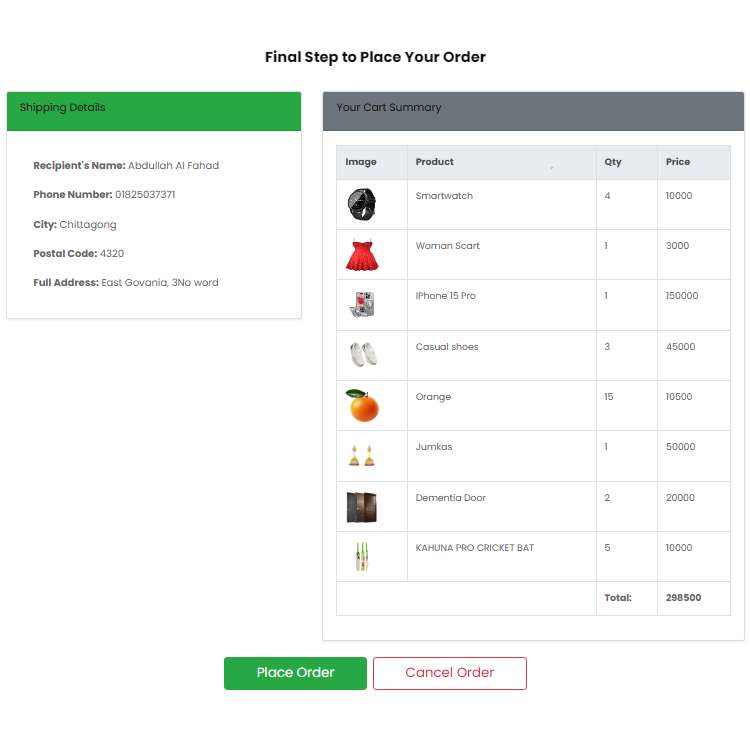 Final Step to Place Your Order
Shipping Details
Recipient's Name: Abdullah Al Fahad
Phone Number: 01825037371
City: Chittagong
Postal Code: 4320
Full Address: East Govania, 3No word
Your Cart Summary
Image Product Qty Price
Smartwatch 4 10000
Woman Scart 1 3000
IPhone 15 Pro 1 150000
Casual shoes 3 45000
Orange 15 10500
Jumkas 1 50000
Dementia Door 2 20000
KAHUNA PRO CRICKET BAT 5 10000
Total: 298500
Place Order Cancel Order